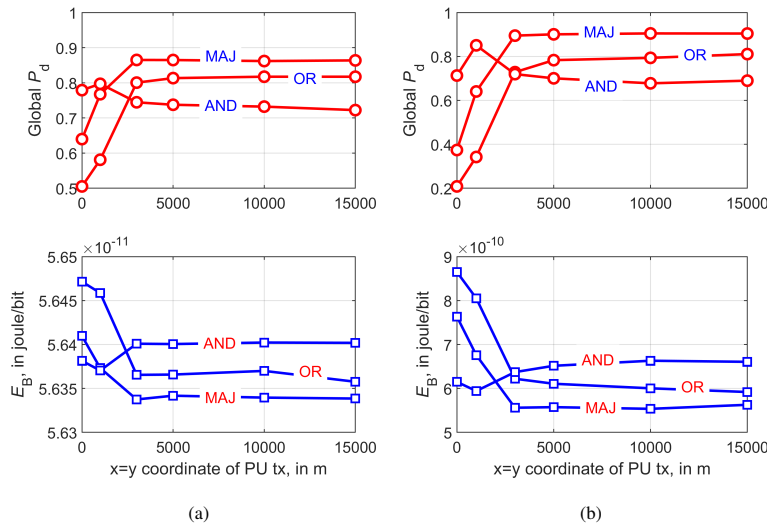 1
0.9
0.8
0.7
0.6
0.5
Global Pd
MAJ
OR
AND
0 5000 10000 15000
1
0.8
0.6
0.4
0.2
Global Pd
MAJ
OR
AND
0 5000 10000 15000
×10-11
5.65
5.645
5.64
5.635
5.63
EB, in joule/bit
AND
OR
MAJ
0 5000 10000 15000
x=y coordinate of PU tx, in m
×10-10
9
8
7
6
5
EB, in joule/bit
AND
OR
MAJ
0 5000 10000 15000
x=y coordinate of PU tx, in m
(a)
(b)